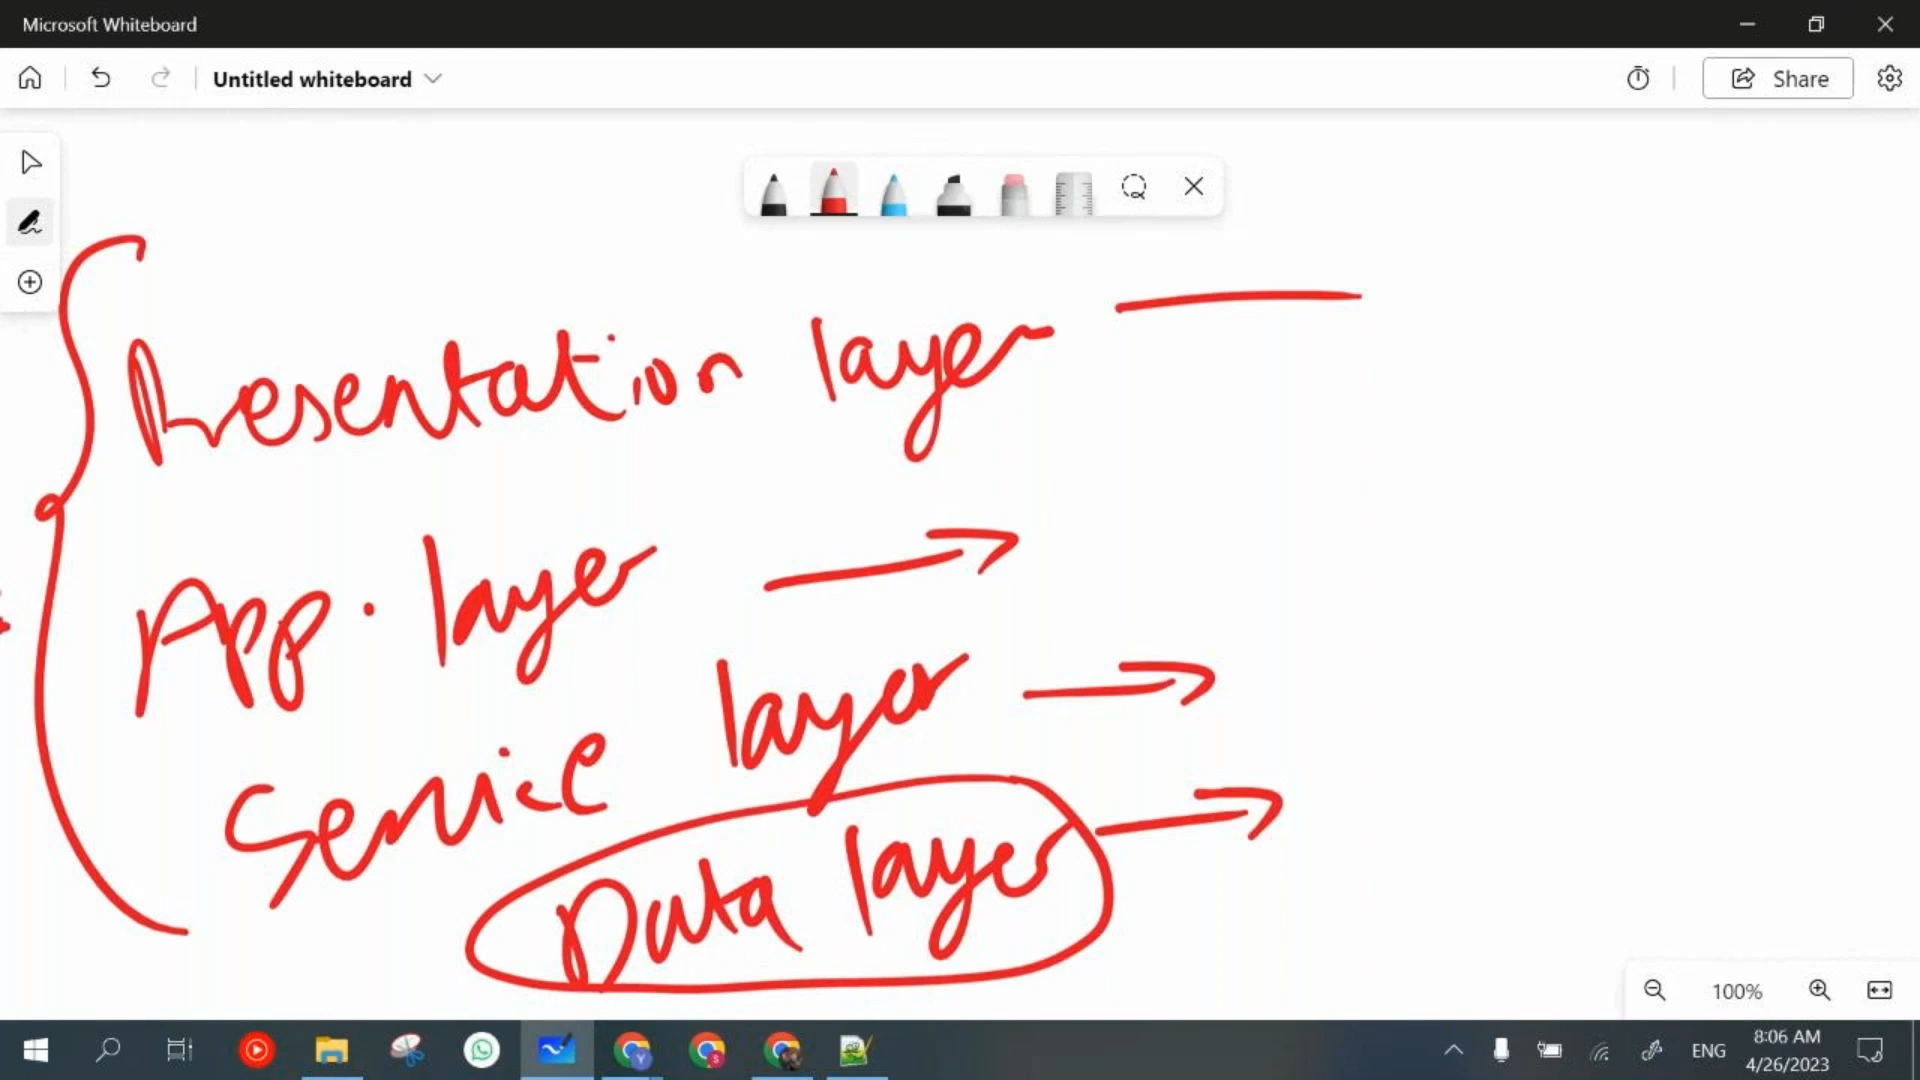 Microsoft Whiteboard
Untitled whiteboard
Share
Presentation layer
App. layer
Service layer
Data layer
100%
ENG
8:06 AM
4/26/2023